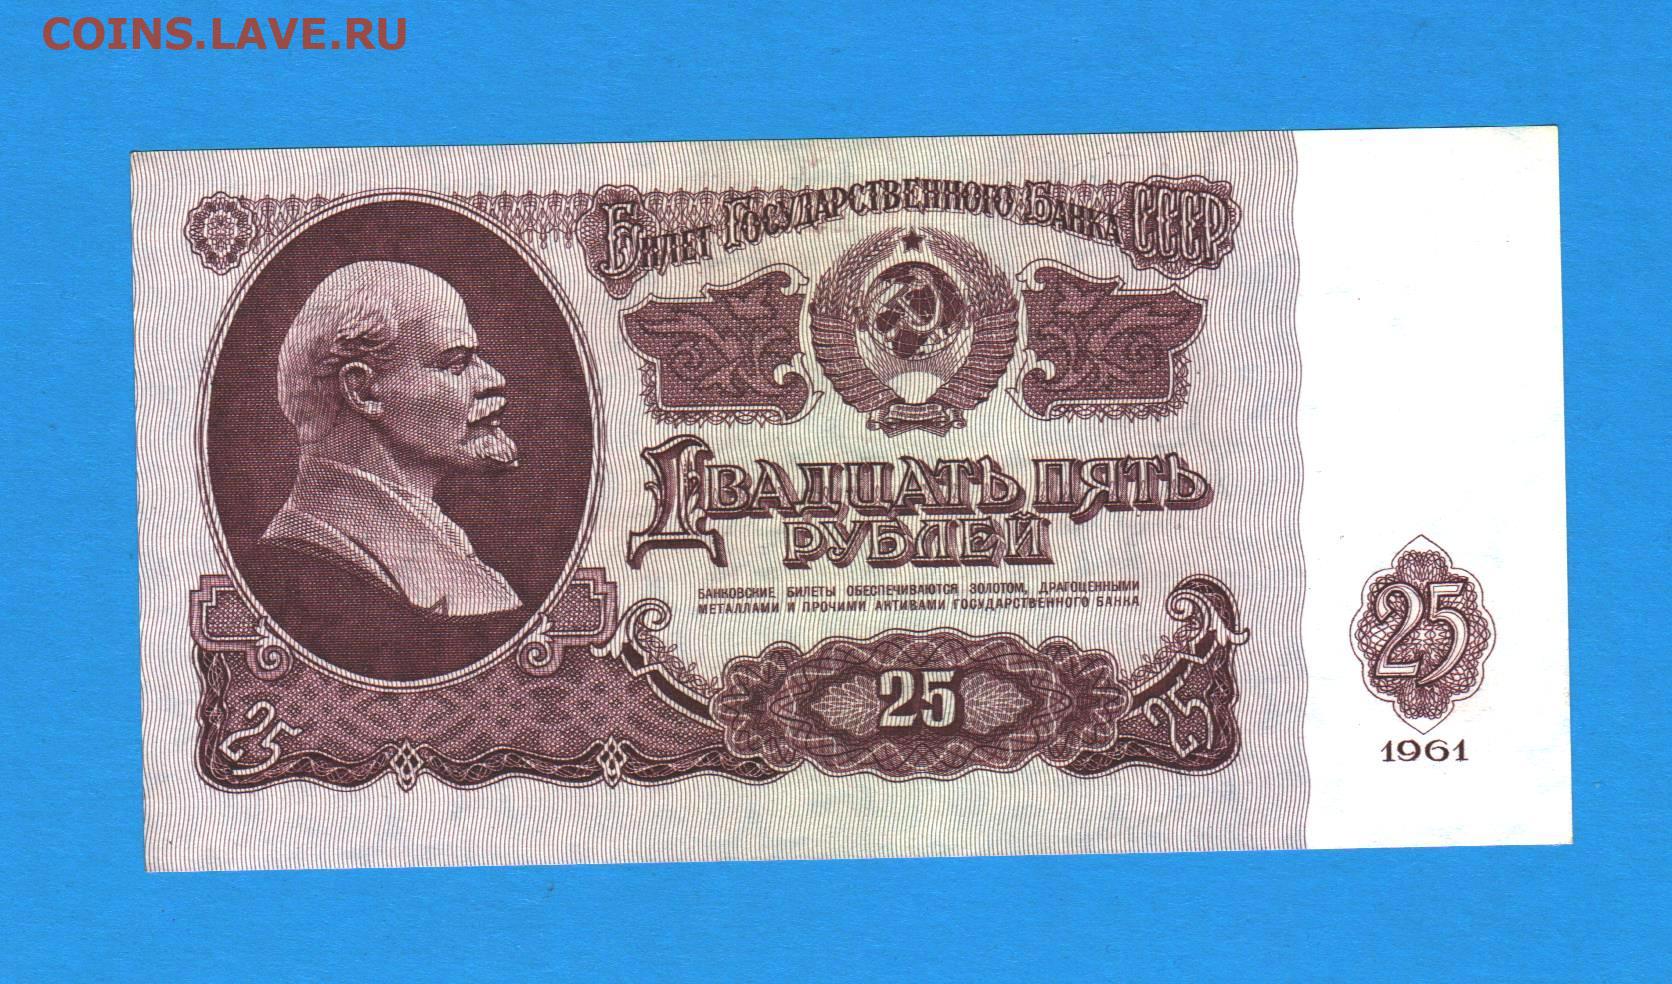 COINS.LAVE.RU
Билет Государственного Банка СССР
Двадцать пять
рублей
БАНКОВСКИЕ БИЛЕТЫ ОБЕСПЕЧИВАЮТСЯ ЗОЛОТОМ, ДРАГОЦЕННЫМИ
МЕТАЛЛАМИ И ПРОЧИМИ АКТИВАМИ ГОСУДАРСТВЕННОГО БАНКА
25
25
25
25
1961